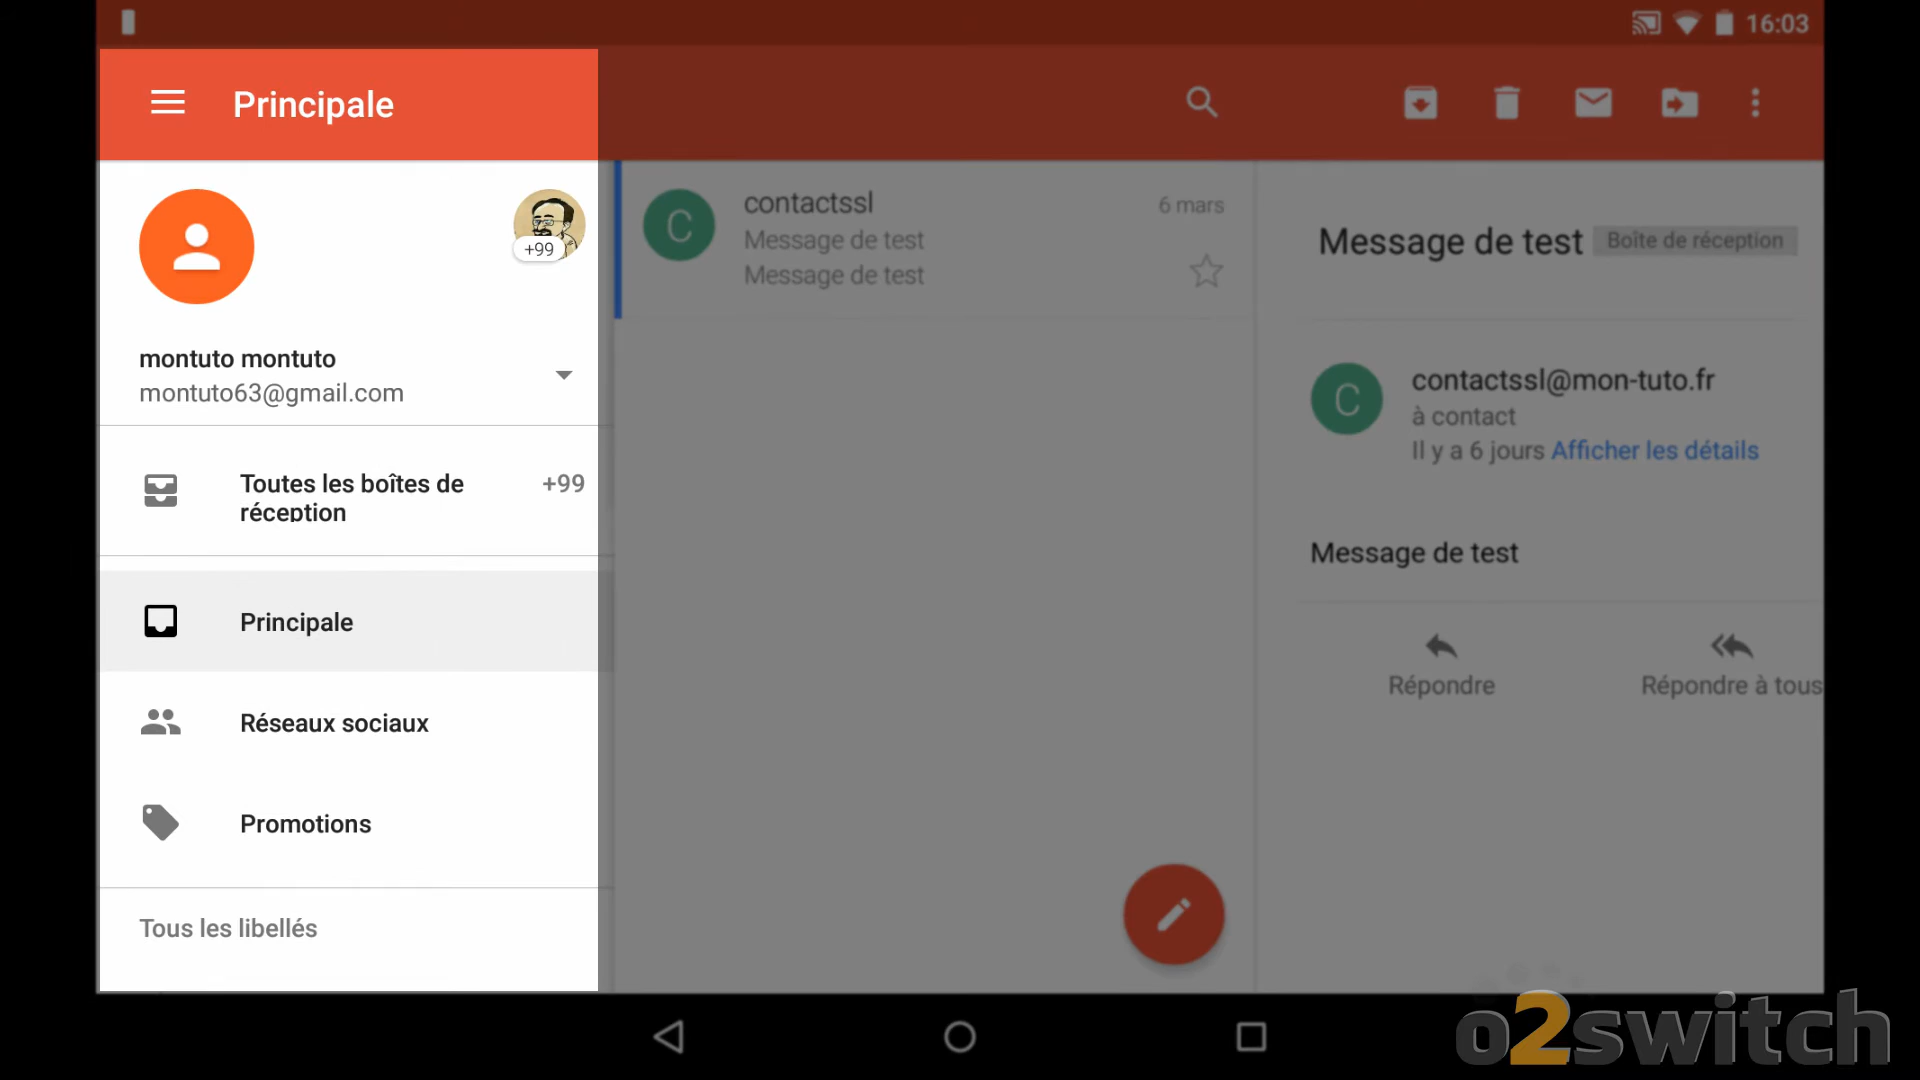 16:03
Principale
+99
montuto montuto
montuto63@gmail.com
Toutes les boîtes de
réception
+99
Principale
Réseaux sociaux
Promotions
Tous les libellés
C
contactssl
6 mars
Message de test
Message de test
Message de test
Boîte de réception
C
contactssl@mon-tuto.fr
à contact
Il y a 6 jours Afficher les détails
Message de test
Répondre
Répondre à tous
o2switch